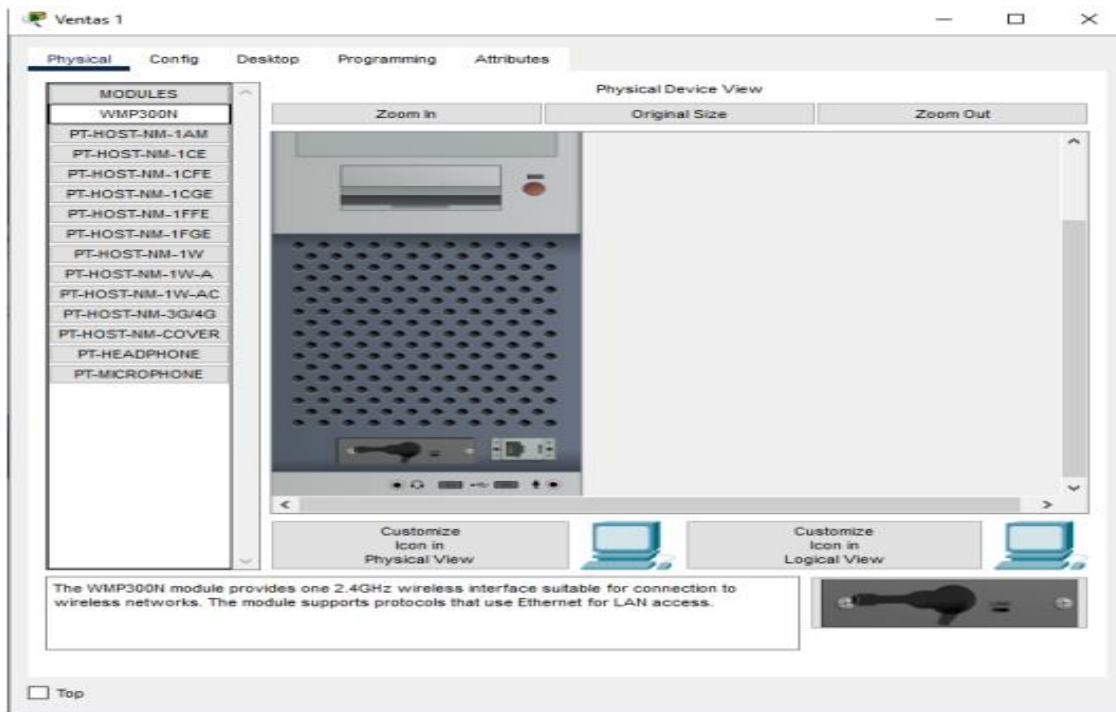 Ventas 1
Physical Config Desktop Programming Attributes
MODULES
WMP300N
PT-HOST-NM-1AM
PT-HOST-NM-1CE
PT-HOST-NM-1CFE
PT-HOST-NM-1CGE
PT-HOST-NM-1FFE
PT-HOST-NM-1FGE
PT-HOST-NM-1W
PT-HOST-NM-1W-A
PT-HOST-NM-1W-AC
PT-HOST-NM-3G/4G
PT-HOST-NM-COVER
PT-HEADPHONE
PT-MICROPHONE
Physical Device View
Zoom In Original Size Zoom Out
Customize
Icon in
Physical View
Customize
Icon in
Logical View
The WMP300N module provides one 2.4GHz wireless interface suitable for connection to
wireless networks. The module supports protocols that use Ethernet for LAN access.
Top